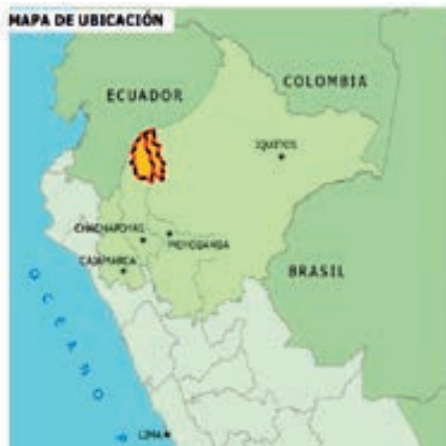 MAPA DE UBICACIÓN
COLOMBIA
ECUADOR
IQUITOS
CHACHAPOYAS
MOYOBAMBA
CAJAMARCA
BRASIL
OCEANO P
LIMA